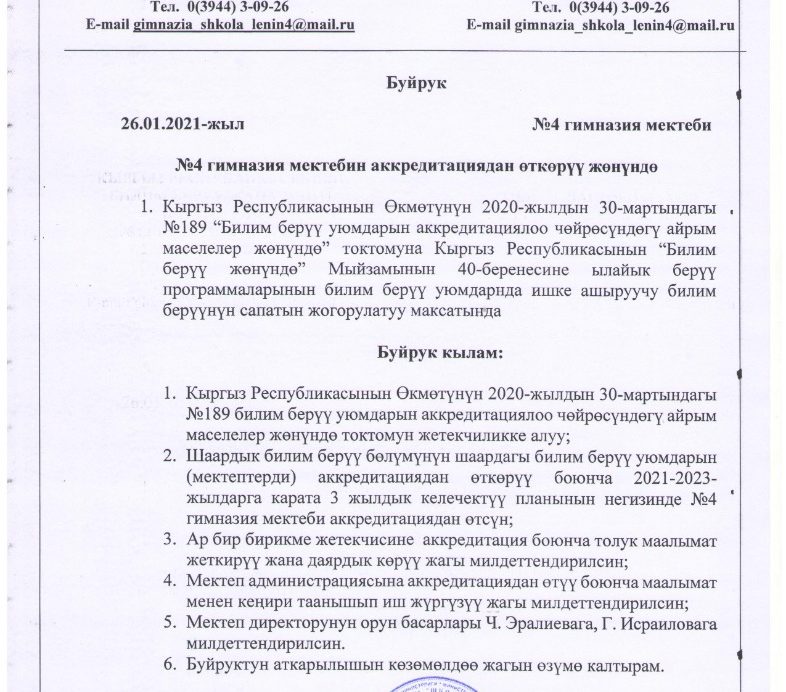 Тел. 0(3944) 3-09-26 Тел. 0(3944) 3-09-26
E-mail gimnazia_shkola_lenin4@mail.ru E-mail gimnazia_shkola_lenin4@mail.ru
Буйрук
26.01.2021-жыл №4 гимназия мектеби
№4 гимназия мектебин аккредитациядан өткөрүү жөнүндө
1. Кыргыз Республикасынын Өкмөтүнүн 2020-жылдын 30-мартындагы
№189 “Билим берүү уюмдарын аккредитациялоо чөйрөсүндөгү айрым
маселелер жөнүндө” токтомуна Кыргыз Республикасынын “Билим
берүү жөнүндө” Мыйзамынын 40-беренесине ылайык берүү
программаларынын билим берүү уюмдарнда ишке ашыруучу билим
берүүнүн сапатын жогорулатуу максатында
Буйрук кылам:
1. Кыргыз Республикасынын Өкмөтүнүн 2020-жылдын 30-мартындагы
№189 билим берүү уюмдарын аккредитациялоо чөйрөсүндөгү айрым
маселелер жөнүндө токтомун жетекчиликке алуу;
2. Шаардык билим берүү бөлүмүнүн шаардагы билим берүү уюмдарын
(мектептерди) аккредитациядан өткөрүү боюнча 2021-2023-
жылдарга карата 3 жылдык келечектүү планынын негизинде №4
гимназия мектеби аккредитациядан өтсүн;
3. Ар бир бирикме жетекчисине аккредитация боюнча толук маалымат
жеткирүү жана даярдык көрүү жагы милдеттендирилсин;
4. Мектеп администрациясына аккредитациядан өтүү боюнча маалымат
менен кеңири таанышып иш жүргүзүү жагы милдеттендирилсин;
5. Мектеп директорунун орун басарлары Ч. Эралиевага, Г. Исраиловага
милдеттендирилсин.
6. Буйруктун аткарылышын көзөмөлдөө жагын өзүмө калтырам.